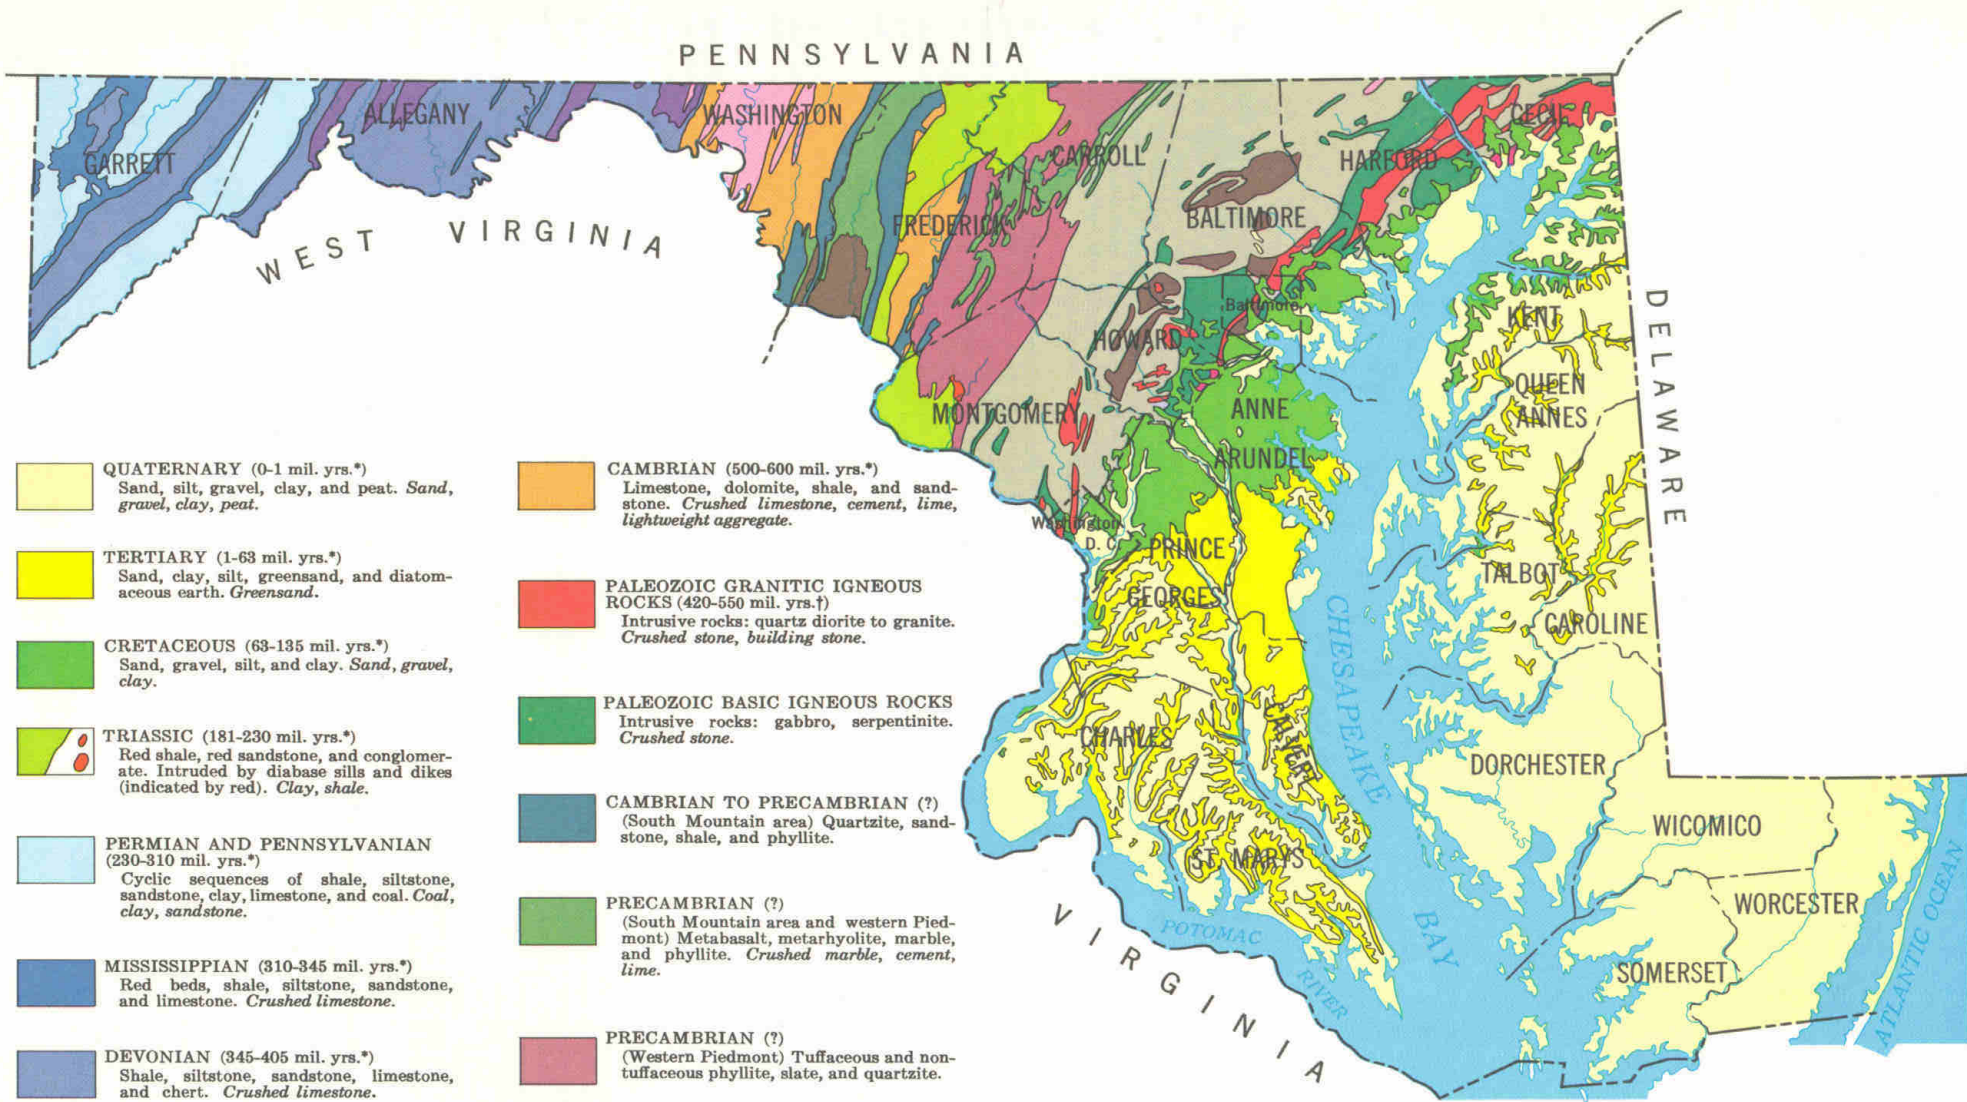 PENNSYLVANIA
ALLEGANY
WASHINGTON
GARRETT
CARROLL
HARFORD
CECIL
FREDERICK
BALTIMORE
WEST VIRGINIA
DELAWARE
Baltimore
KENT
HOWARD
QUEEN
ANNES
MONTGOMERY
ANNE
ARUNDEL
Washington
D. C.
PRINCE
GEORGES
TALBOT
CAROLINE
CHESAPEAKE
BAY
CHARLES
CALVERT
DORCHESTER
ST. MARYS
WICOMICO
WORCESTER
SOMERSET
POTOMAC
RIVER
VIRGINIA
ATLANTIC OCEAN
QUATERNARY (0-1 mil. yrs.*)
Sand, silt, gravel, clay, and peat. Sand,
gravel, clay, peat.
TERTIARY (1-63 mil. yrs.*)
Sand, clay, silt, greensand, and diatom-
aceous earth. Greensand.
CRETACEOUS (63-135 mil. yrs.*)
Sand, gravel, silt, and clay. Sand, gravel,
clay.
TRIASSIC (181-230 mil. yrs.*)
Red shale, red sandstone, and conglomer-
ate. Intruded by diabase sills and dikes
(indicated by red). Clay, shale.
PERMIAN AND PENNSYLVANIAN
(230-310 mil. yrs.*)
Cyclic sequences of shale, siltstone,
sandstone, clay, limestone, and coal. Coal,
clay, sandstone.
MISSISSIPPIAN (310-345 mil. yrs.*)
Red beds, shale, siltstone, sandstone,
and limestone. Crushed limestone.
DEVONIAN (345-405 mil. yrs.*)
Shale, siltstone, sandstone, limestone,
and chert. Crushed limestone.
CAMBRIAN (500-600 mil. yrs.*)
Limestone, dolomite, shale, and sand-
stone. Crushed limestone, cement, lime,
lightweight aggregate.
PALEOZOIC GRANITIC IGNEOUS
ROCKS (420-550 mil. yrs.†)
Intrusive rocks: quartz diorite to granite.
Crushed stone, building stone.
PALEOZOIC BASIC IGNEOUS ROCKS
Intrusive rocks: gabbro, serpentinite.
Crushed stone.
CAMBRIAN TO PRECAMBRIAN (?)
(South Mountain area) Quartzite, sand-
stone, shale, and phyllite.
PRECAMBRIAN (?)
(South Mountain area and western Pied-
mont) Metabasalt, metarhyolite, marble,
and phyllite. Crushed marble, cement,
lime.
PRECAMBRIAN (?)
(Western Piedmont) Tuffaceous and non-
tuffaceous phyllite, slate, and quartzite.